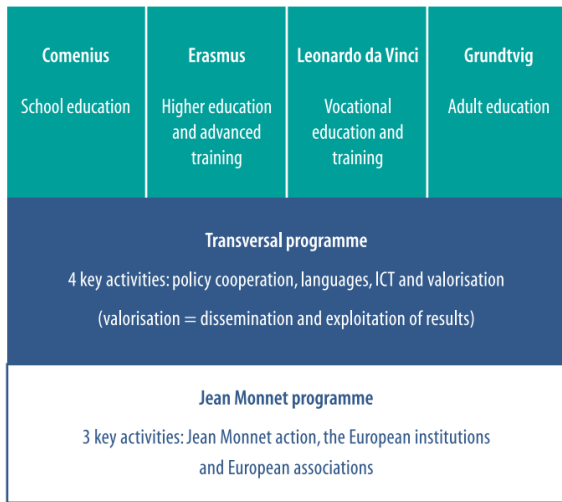 Comenius
School education
Erasmus
Higher education
and advanced
training
Leonardo da Vinci
Vocational
education and
training
Grundtvig
Adult education
Transversal programme
4 key activities: policy cooperation, languages, ICT and valorisation
(valorisation = dissemination and exploitation of results)
Jean Monnet programme
3 key activities: Jean Monnet action, the European institutions
and European associations